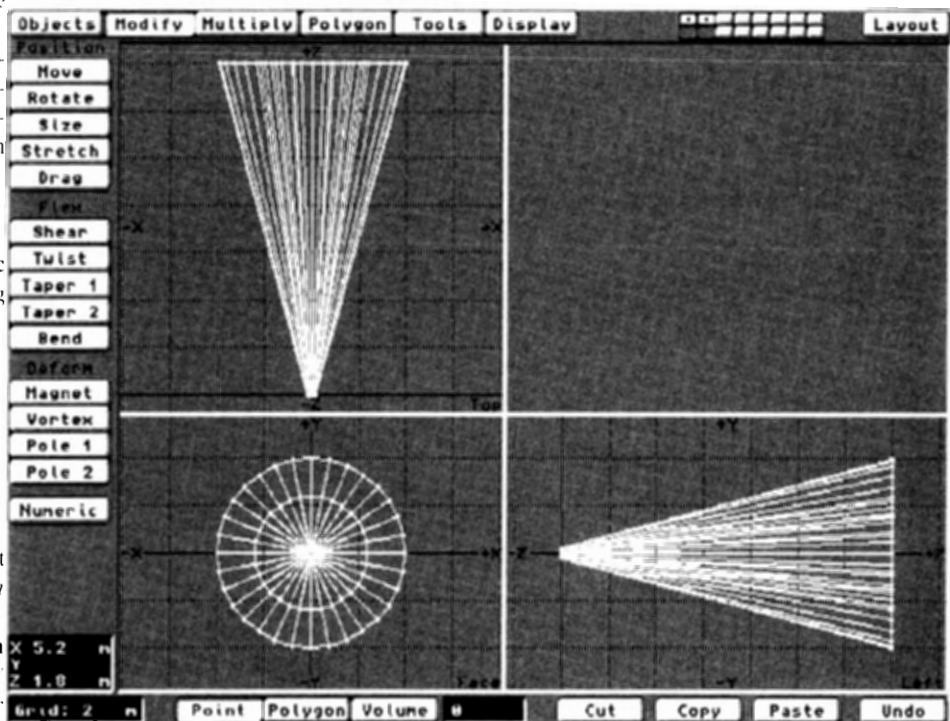 Objects Modify Multiply Polygon Tools Display Layout
Position
Move
Rotate
Size
Stretch
Drag
Flex
Shear
Twist
Taper 1
Taper 2
Bend
Deform
Magnet
Vortex
Pole 1
Pole 2
Numeric
+Z
-X +X
-Z Top
+Y
-X +X
-Y Face
+Y
-Z +Z
-Y Left
X 5.2 m
Y
Z 1.8 m
Grid: 2 m Point Polygon Volume 0 Cut Copy Paste Undo